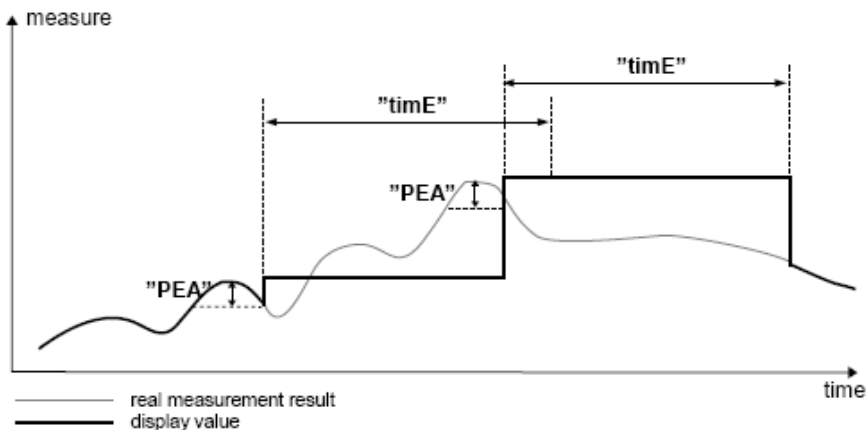 measure
”timE”
”timE”
”PEA”
”PEA”
time
real measurement result
display value